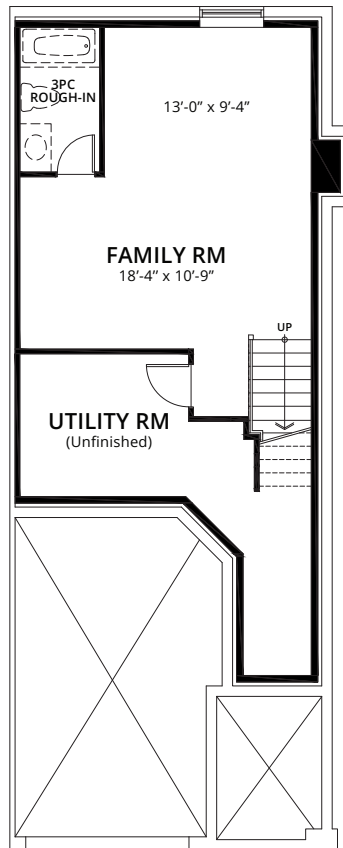 3PC
ROUGH-IN
13’-0” x 9’-4”
FAMILY RM
18’-4” x 10’-9”
UP
UTILITY RM
(Unfinished)